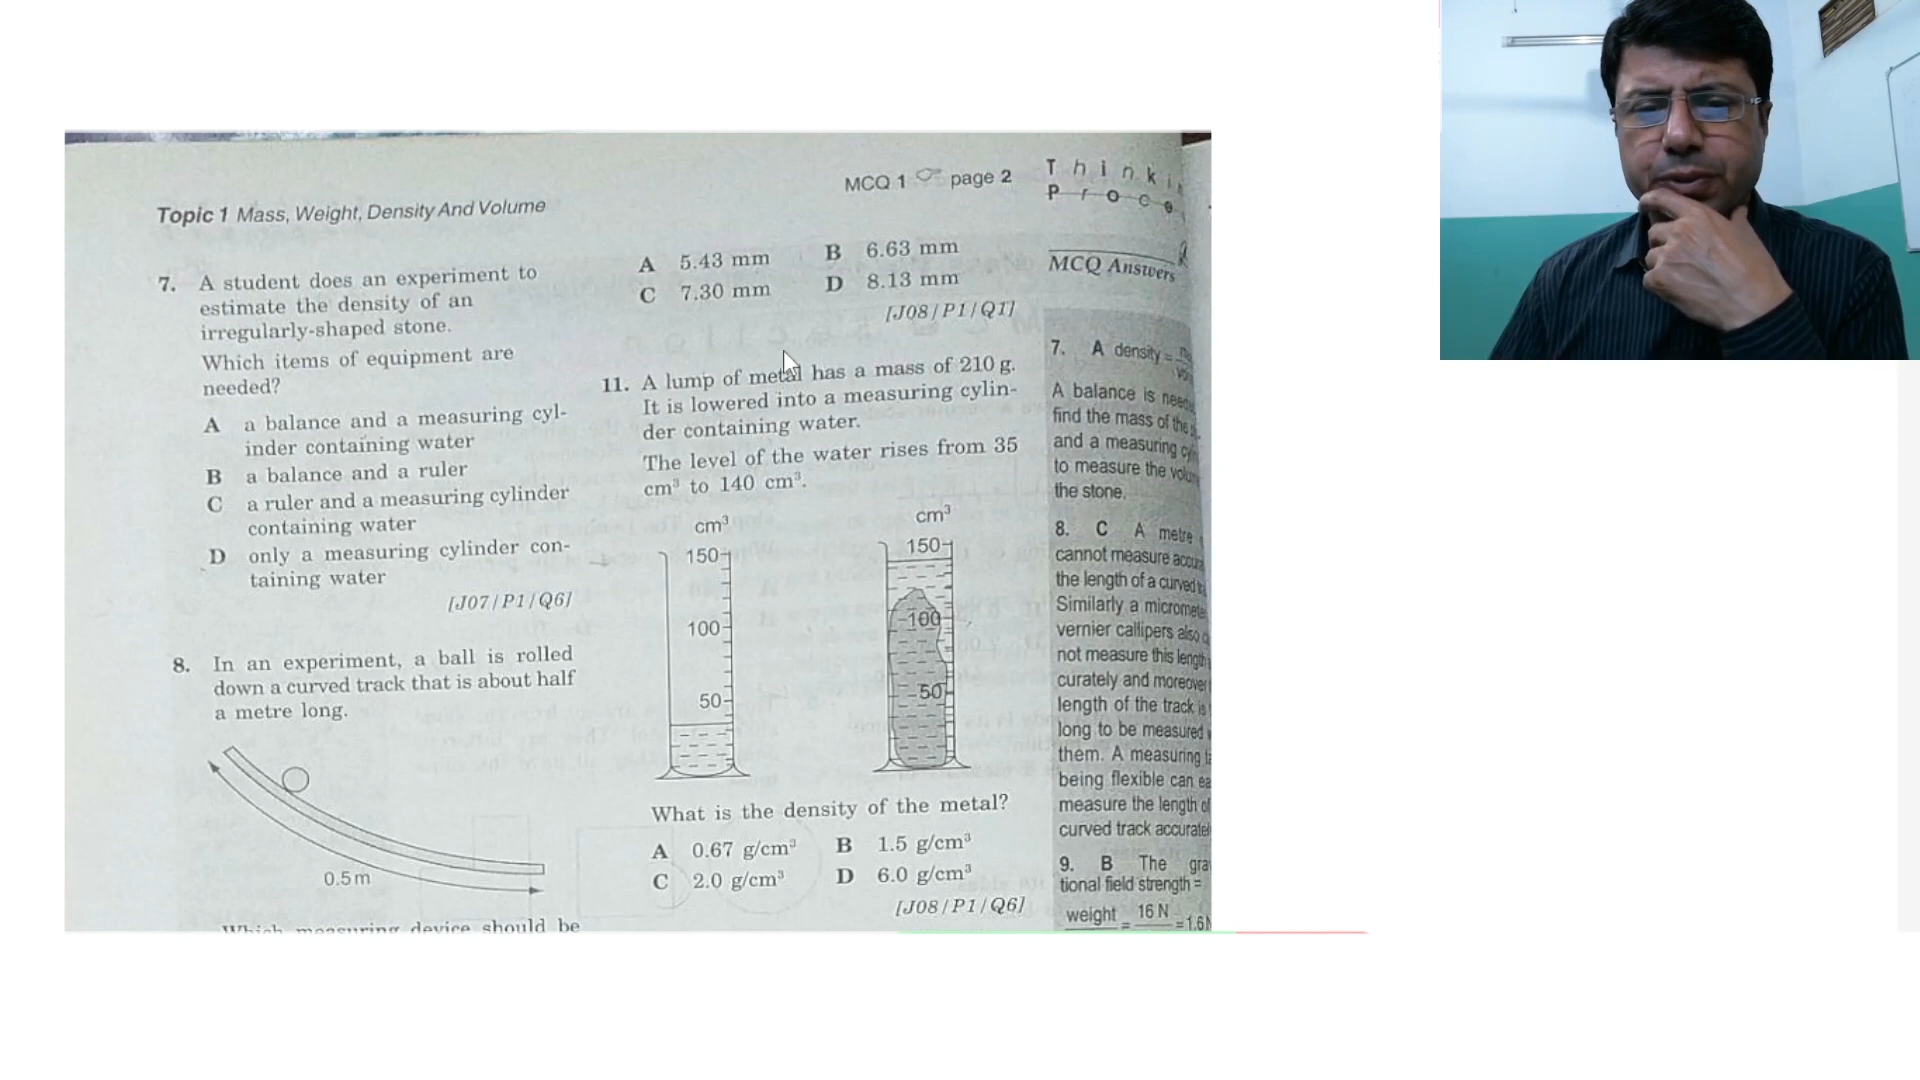 MCQ 1 page 2
Topic 1 Mass, Weight, Density And Volume
7. A student does an experiment to
estimate the density of an
irregularly-shaped stone.
Which items of equipment are
needed?
A a balance and a measuring cyl-
inder containing water
B a balance and a ruler
C a ruler and a measuring cylinder
containing water
D only a measuring cylinder con-
taining water
[J07/P1/Q6]
8. In an experiment, a ball is rolled
down a curved track that is about half
a metre long.
0.5 m
Which measuring device should be
A 5.43 mm B 6.63 mm
C 7.30 mm D 8.13 mm
[J08/P1/Q1]
11. A lump of metal has a mass of 210 g.
It is lowered into a measuring cylin-
der containing water.
The level of the water rises from 35
cm³ to 140 cm³.
cm³ cm³
150 150
100 100
50 50
What is the density of the metal?
A 0.67 g/cm³ B 1.5 g/cm³
C 2.0 g/cm³ D 6.0 g/cm³
[J08/P1/Q6]
MCQ Answers
7. A density =
A balance is
find the mass of the
and a measuring
to measure the
the stone.
8. C A metre
cannot measure
the length of a curved
Similarly a
vernier callipers also
not measure this length
curately and moreover
length of the track is
long to be measured
them. A measuring
being flexible can
measure the length of
curved track
9. B The
tional field strength =
weight = 16 N = 1.6